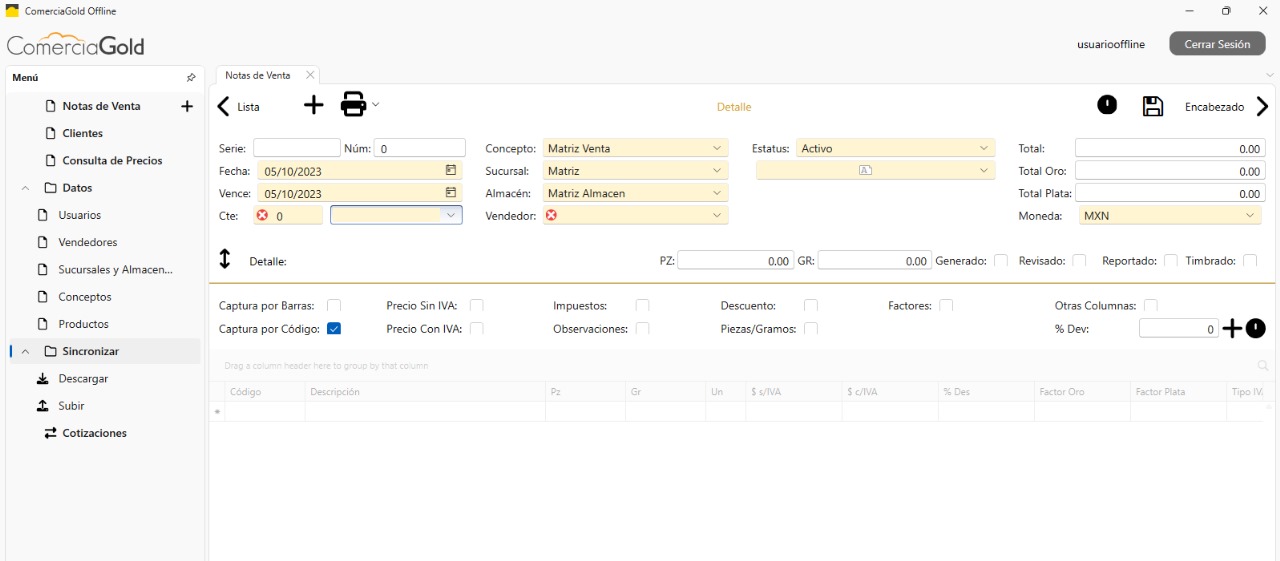 ComerciaGold Offline
ComerciaGold
usuariooffline Cerrar Sesión
Menú
Notas de Venta
Clientes
Consulta de Precios
Datos
Usuarios
Vendedores
Sucursales y Almacen...
Conceptos
Productos
Sincronizar
Descargar
Subir
Cotizaciones
Notas de Venta
Lista Detalle Encabezado
Serie: Núm: 0 Concepto: Matriz Venta Estatus: Activo Total: 0.00
Fecha: 05/10/2023 Sucursal: Matriz Total Oro: 0.00
Vence: 05/10/2023 Almacén: Matriz Almacen Total Plata: 0.00
Cte: 0 Vendedor: Moneda: MXN
Detalle: PZ: 0.00 GR: 0.00 Generado: Revisado: Reportado: Timbrado:
Captura por Barras: Precio Sin IVA: Impuestos: Descuento: Factores: Otras Columnas:
Captura por Código: Precio Con IVA: Observaciones: Piezas/Gramos: % Dev: 0
Drag a column header here to group by that column
Código Descripción Pz Gr Un $ s/IVA $ c/IVA % Des Factor Oro Factor Plata Tipo IV